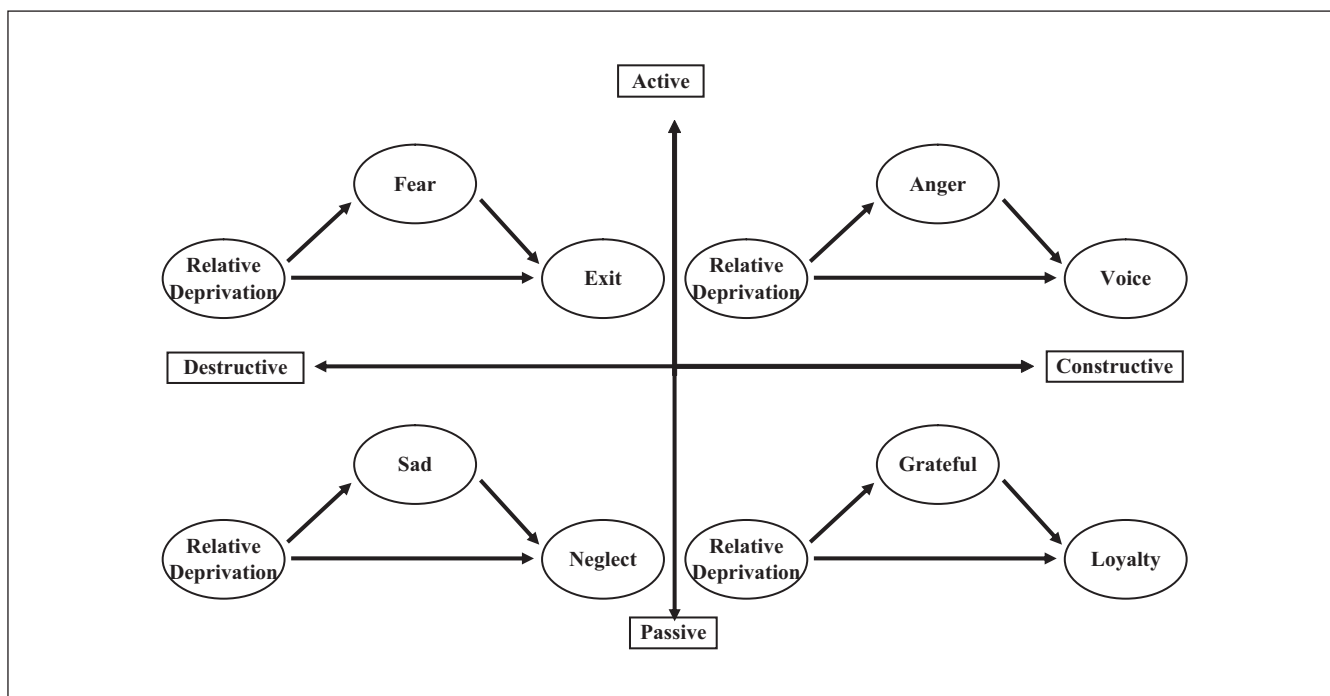 Active
Fear
Anger
Relative
Deprivation
Exit
Relative
Deprivation
Voice
Destructive
Constructive
Sad
Grateful
Relative
Deprivation
Neglect
Relative
Deprivation
Loyalty
Passive